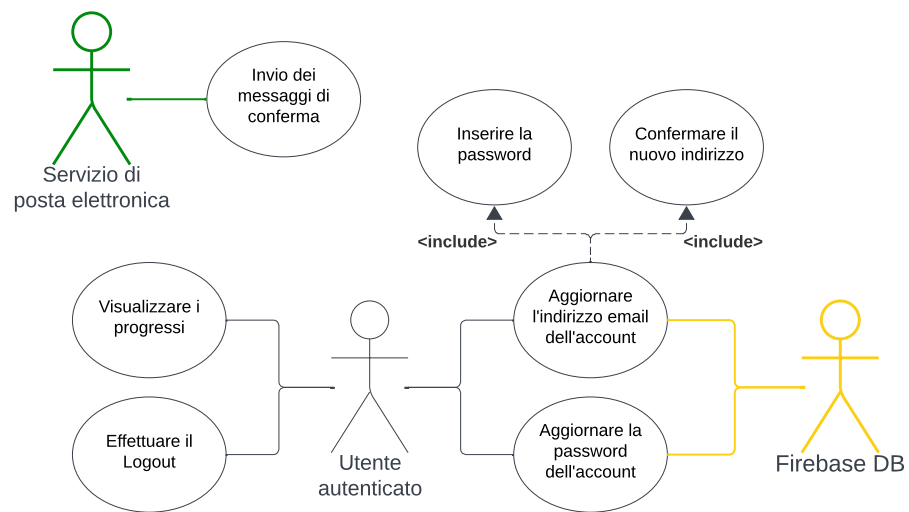 Invio dei
messaggi di
conferma
Servizio di
posta elettronica
Inserire la
password
Confermare il
nuovo indirizzo
<include>
<include>
Visualizzare i
progressi
Aggiornare
l'indirizzo email
dell'account
Effettuare il
Logout
Utente
autenticato
Aggiornare la
password
dell'account
Firebase DB